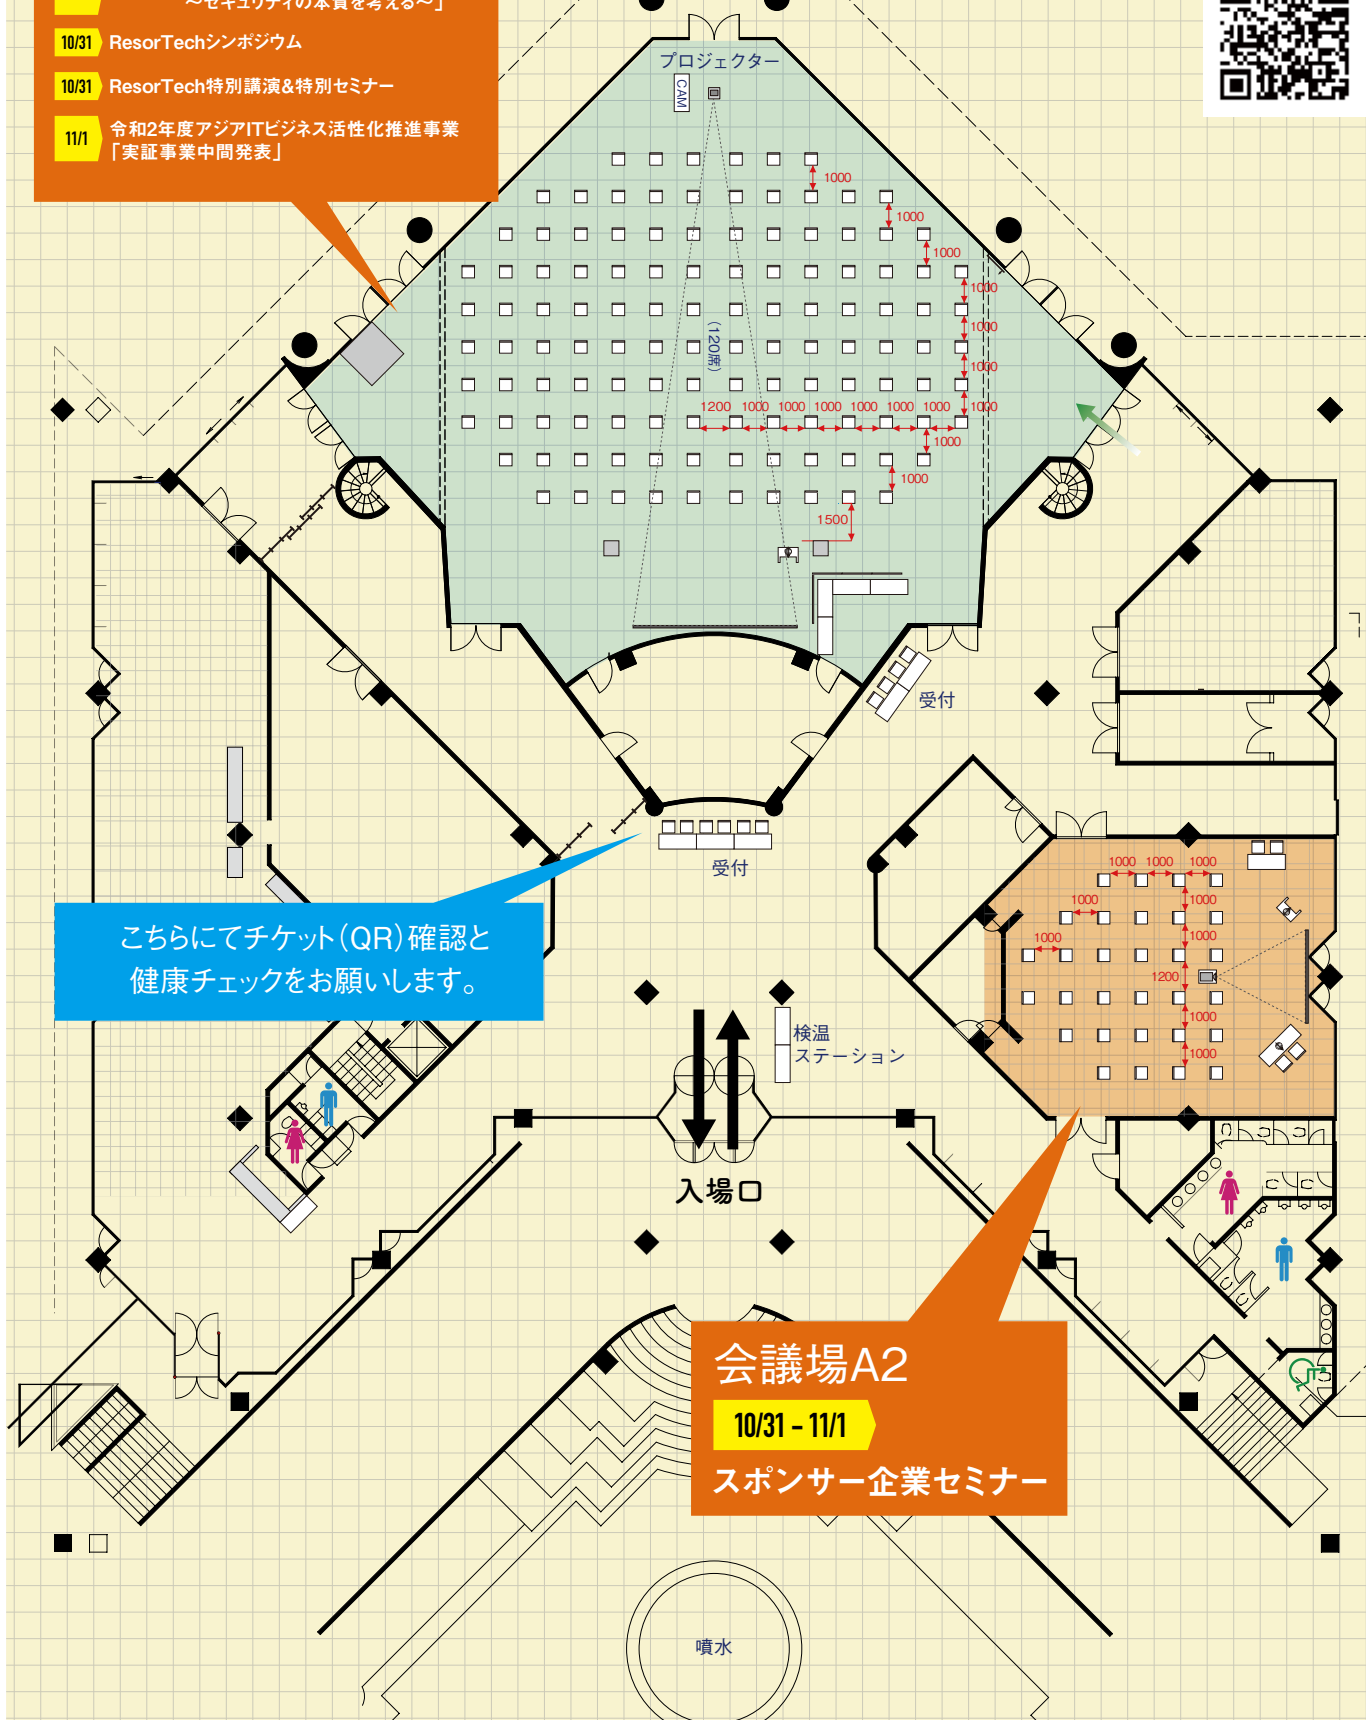 ～セキュリティの本質を考える～」
10/31 ResorTechシンポジウム
10/31 ResorTech特別講演&特別セミナー
11/1 令和2年度アジアITビジネス活性化推進事業
「実証事業中間発表」
プロジェクター
CAM
1000
1000
1000
1000
1000
1000
1000
(120席)
1200 1000 1000 1000 1000 1000 1000
1000
1000
1500
受付
受付
こちらにてチケット(QR)確認と
健康チェックをお願いします。
1000 1000 1000
1000
1000
1000
1000
1200
1000
1000
検温
ステーション
入場口
会議場A2
10/31 – 11/1
スポンサー企業セミナー
噴水